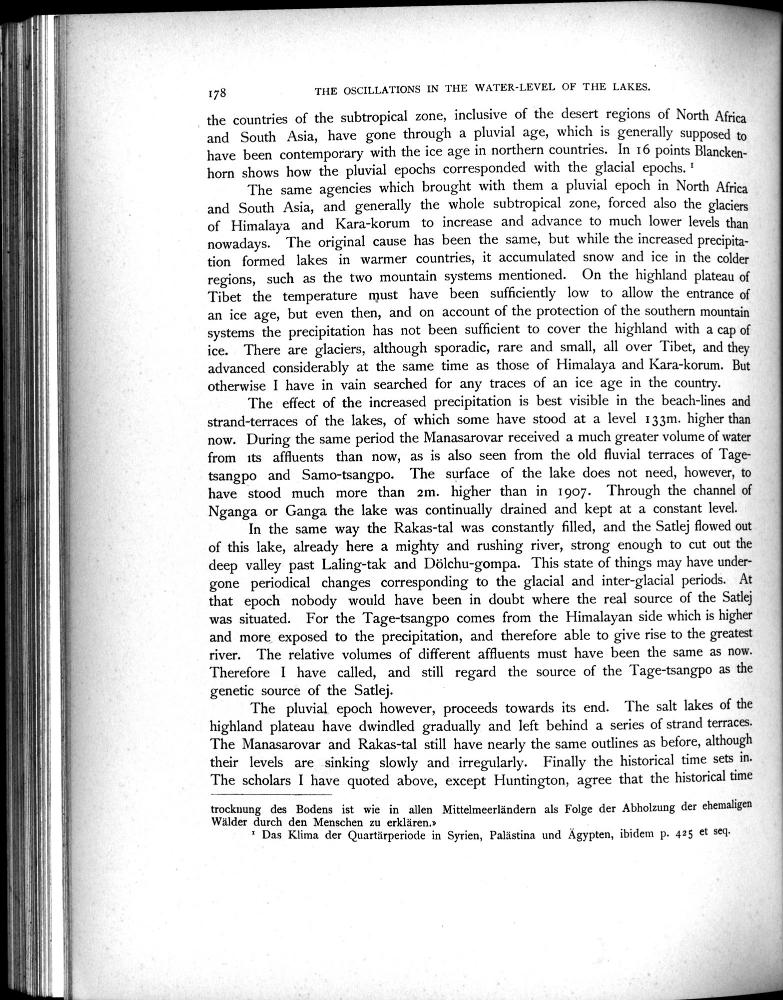 178 THE OSCILLATIONS IN THE WATER-LEVEL OF THE LAKES.
the countries of the subtropical zone, inclusive of the desert regions of North Africa
and South Asia, have gone through a pluvial age, which is generally supposed to
have been contemporary with the ice age in northern countries. In 16 points Blancken-
horn shows how the pluvial epochs corresponded with the glacial epochs. ¹
The same agencies which brought with them a pluvial epoch in North Africa
and South Asia, and generally the whole subtropical zone, forced also the glaciers
of Himalaya and Kara-korum to increase and advance to much lower levels than
nowadays. The original cause has been the same, but while the increased precipita-
tion formed lakes in warmer countries, it accumulated snow and ice in the colder
regions, such as the two mountain systems mentioned. On the highland plateau of
Tibet the temperature must have been sufficiently low to allow the entrance of
an ice age, but even then, and on account of the protection of the southern mountain
systems the precipitation has not been sufficient to cover the highland with a cap of
ice. There are glaciers, although sporadic, rare and small, all over Tibet, and they
advanced considerably at the same time as those of Himalaya and Kara-korum. But
otherwise I have in vain searched for any traces of an ice age in the country.
The effect of the increased precipitation is best visible in the beach-lines and
strand-terraces of the lakes, of which some have stood at a level 133m. higher than
now. During the same period the Manasarovar received a much greater volume of water
from its affluents than now, as is also seen from the old fluvial terraces of Tage-
tsangpo and Samo-tsangpo. The surface of the lake does not need, however, to
have stood much more than 2m. higher than in 1907. Through the channel of
Nganga or Ganga the lake was continually drained and kept at a constant level.
In the same way the Rakas-tal was constantly filled, and the Satlej flowed out
of this lake, already here a mighty and rushing river, strong enough to cut out the
deep valley past Laling-tak and Dölchu-gompa. This state of things may have under-
gone periodical changes corresponding to the glacial and inter-glacial periods. At
that epoch nobody would have been in doubt where the real source of the Satlej
was situated. For the Tage-tsangpo comes from the Himalayan side which is higher
and more exposed to the precipitation, and therefore able to give rise to the greatest
river. The relative volumes of different affluents must have been the same as now.
Therefore I have called, and still regard the source of the Tage-tsangpo as the
genetic source of the Satlej.
The pluvial epoch however, proceeds towards its end. The salt lakes of the
highland plateau have dwindled gradually and left behind a series of strand terraces.
The Manasarovar and Rakas-tal still have nearly the same outlines as before, although
their levels are sinking slowly and irregularly. Finally the historical time sets in.
The scholars I have quoted above, except Huntington, agree that the historical time
trocknung des Bodens ist wie in allen Mittelmeerländern als Folge der Abholzung der ehemaligen
Wälder durch den Menschen zu erklären.»
¹ Das Klima der Quartärperiode in Syrien, Palästina und Ägypten, ibidem p. 425 et seq.